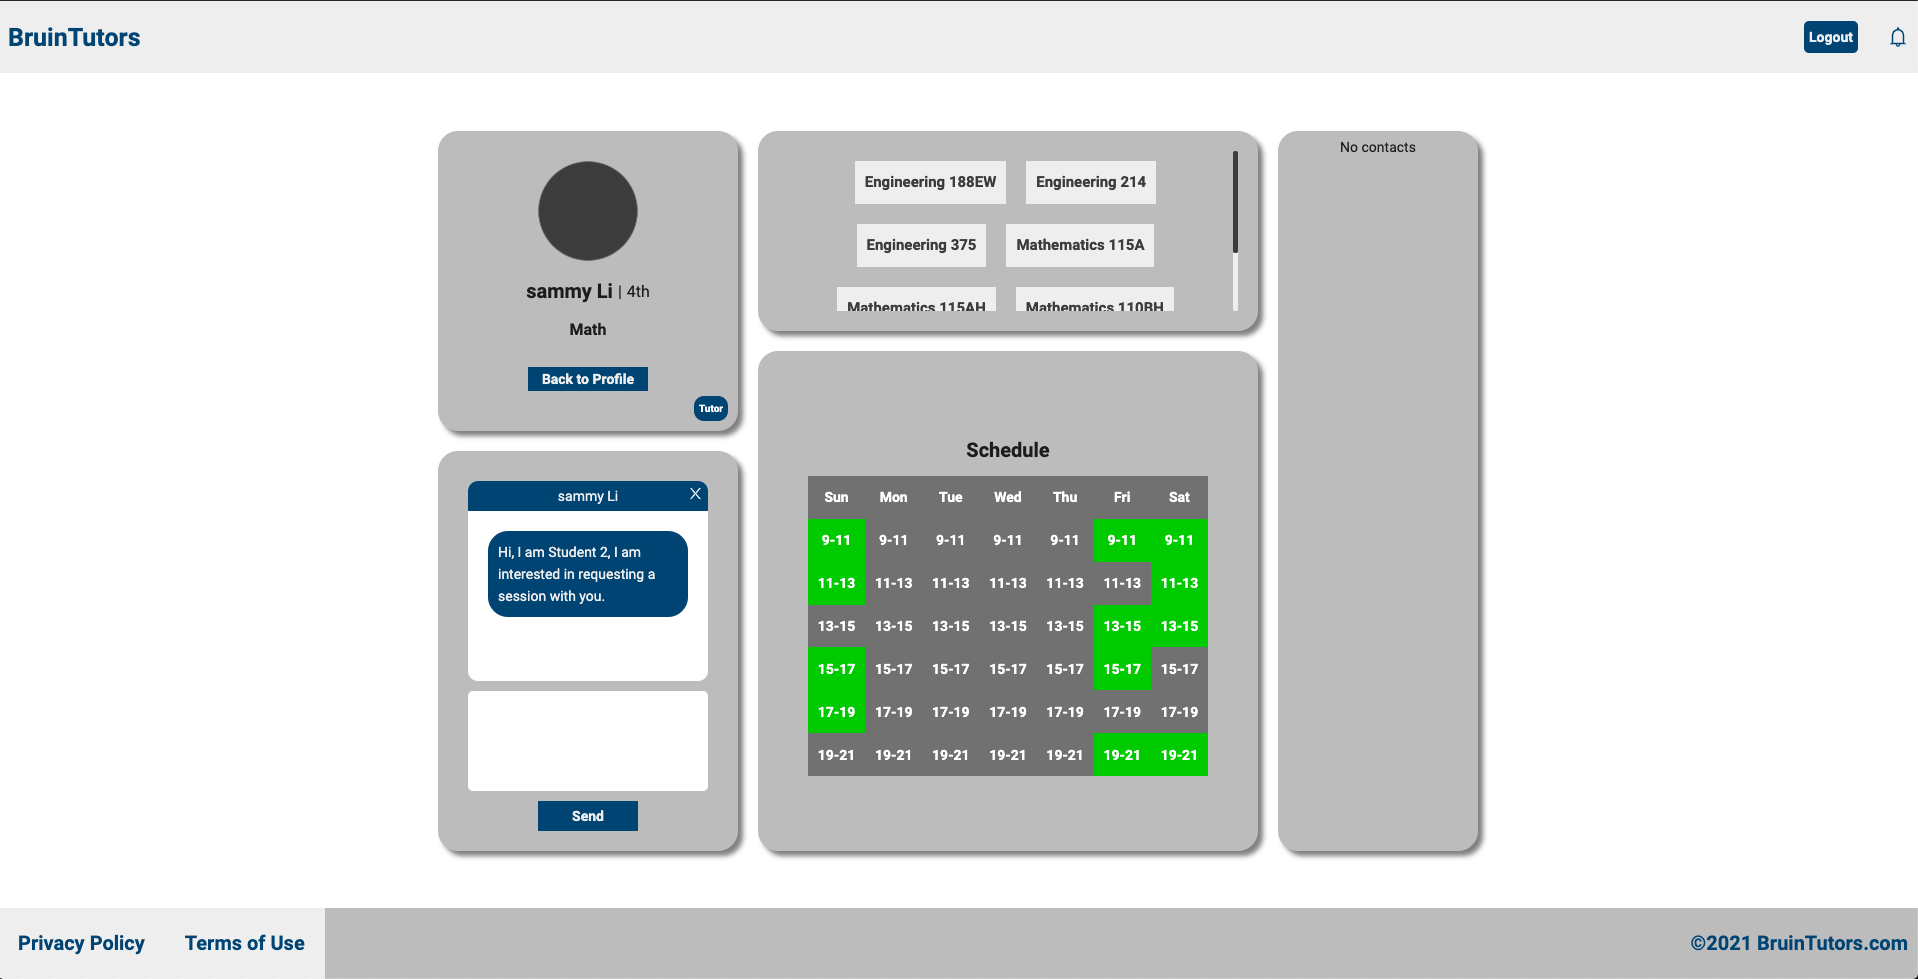 BruinTutors
Logout
sammy Li | 4th
Math
Back to Profile
Tutor
Engineering 188EW Engineering 214
Engineering 375 Mathematics 115A
Mathematics 115AH Mathematics 110BH
No contacts
sammy Li X
Hi, I am Student 2, I am
interested in requesting a
session with you.
Send
Schedule
Sun Mon Tue Wed Thu Fri Sat
9-11 9-11 9-11 9-11 9-11 9-11 9-11
11-13 11-13 11-13 11-13 11-13 11-13 11-13
13-15 13-15 13-15 13-15 13-15 13-15 13-15
15-17 15-17 15-17 15-17 15-17 15-17 15-17
17-19 17-19 17-19 17-19 17-19 17-19 17-19
19-21 19-21 19-21 19-21 19-21 19-21 19-21
Privacy Policy Terms of Use ©2021 BruinTutors.com